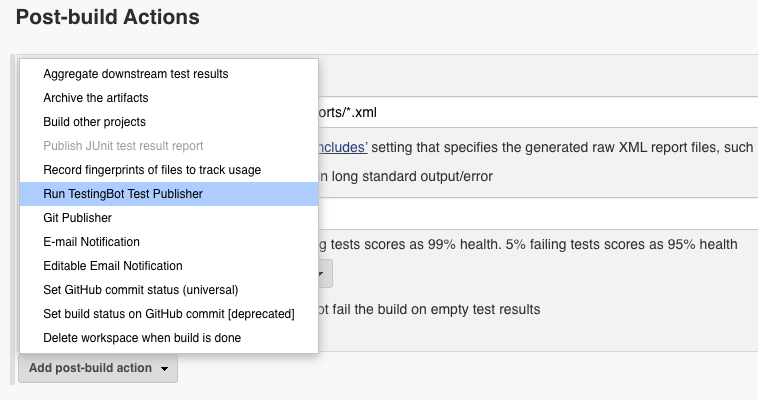 Post-build Actions
Aggregate downstream test results
Archive the artifacts
orts/*.xml
Build other projects
Publish JUnit test result report
ncludes' setting that specifies the generated raw XML report files, such
Record fingerprints of files to track usage
n long standard output/error
Run TestingBot Test Publisher
Git Publisher
E-mail Notification
g tests scores as 99% health. 5% failing tests scores as 95% health
Editable Email Notification
Set GitHub commit status (universal)
Set build status on GitHub commit [deprecated]
ot fail the build on empty test results
Delete workspace when build is done
Add post-build action